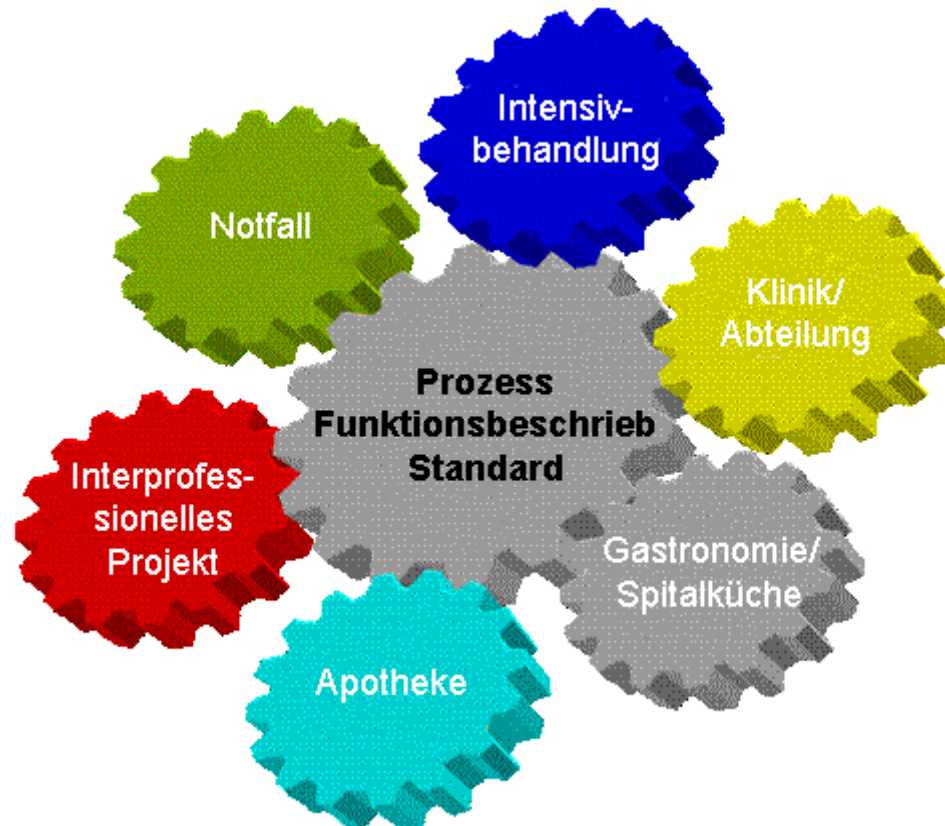 Intensiv-
behandlung
Notfall
Klinik/
Abteilung
Prozess
Funktionsbeschrieb
Standard
Interprofes-
sionelles
Projekt
Gastronomie/
Spitalküche
Apotheke